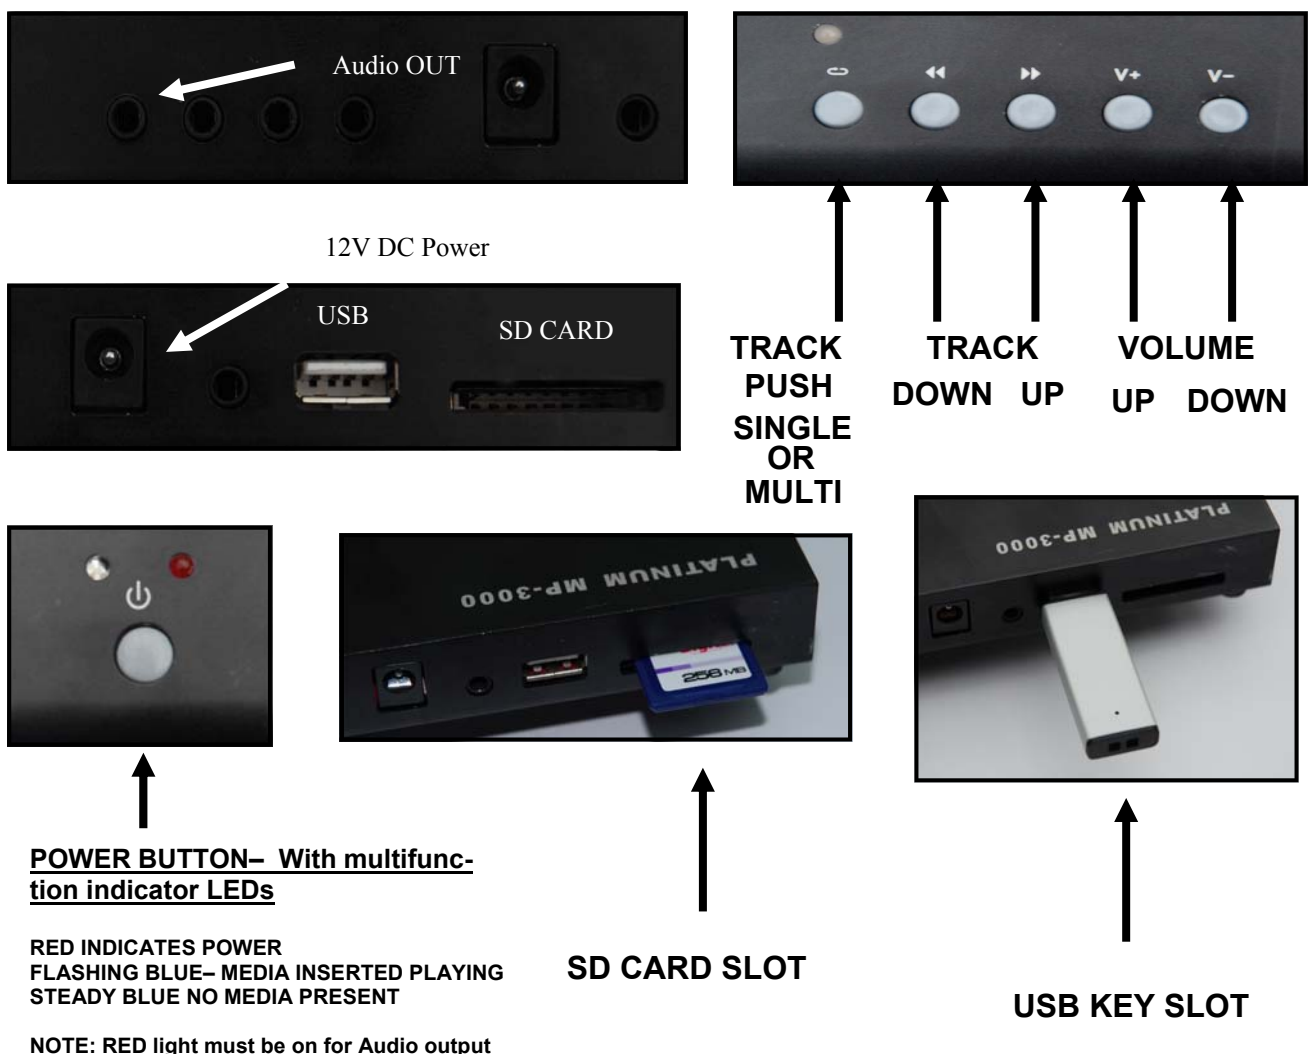 Audio OUT
V+
V-
12V DC Power
USB
SD CARD
TRACK
PUSH
SINGLE
OR
MULTI
TRACK
DOWN UP
VOLUME
UP DOWN
PLATINUM MP-3000
256MB
PLATINUM MP-3000
POWER BUTTON– With multifunc-
tion indicator LEDs
RED INDICATES POWER
FLASHING BLUE– MEDIA INSERTED PLAYING
STEADY BLUE NO MEDIA PRESENT
NOTE: RED light must be on for Audio output
SD CARD SLOT
USB KEY SLOT